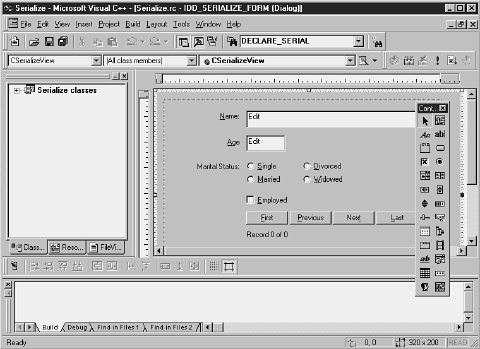 Serialize - Microsoft Visual C++ - [Serialize.rc - IDD_SERIALIZE_FORM (Dialog)]
File Edit View Insert Project Build Layout Tools Window Help
DECLARE_SERIAL
CSerializeView [All class members] CSerializeView
Serialize classes
Cont...
Name: Edit
Age: Edit
Marital Status: Single Divorced
Married Widowed
Employed
First Previous Next Last
Record 0 of 0
Class... Reso... FileVi...
Build Debug Find in Files 1 Find in Files 2
Ready 0, 0 320 x 200 READ